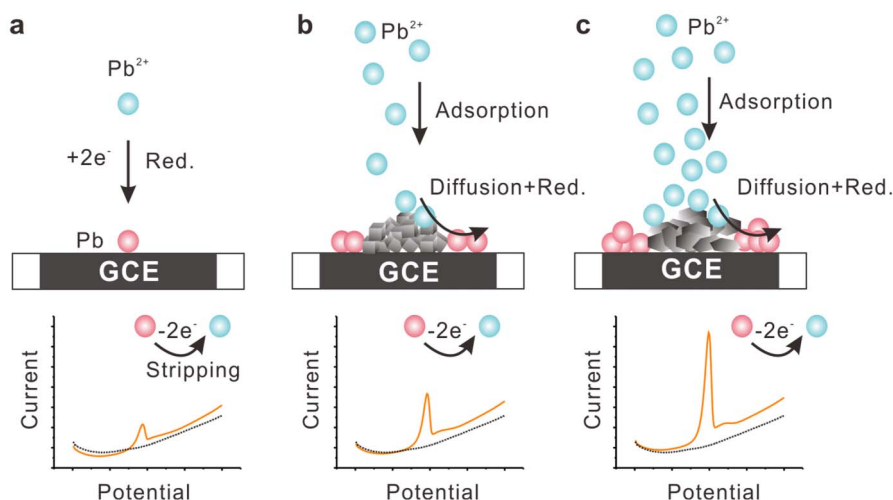 a
Pb²⁺
+2e⁻
Red.
Pb
GCE
-2e⁻
Stripping
Current
Potential
b
Pb²⁺
Adsorption
Diffusion+Red.
GCE
-2e⁻
Current
Potential
c
Pb²⁺
Adsorption
Diffusion+Red.
GCE
-2e⁻
Current
Potential